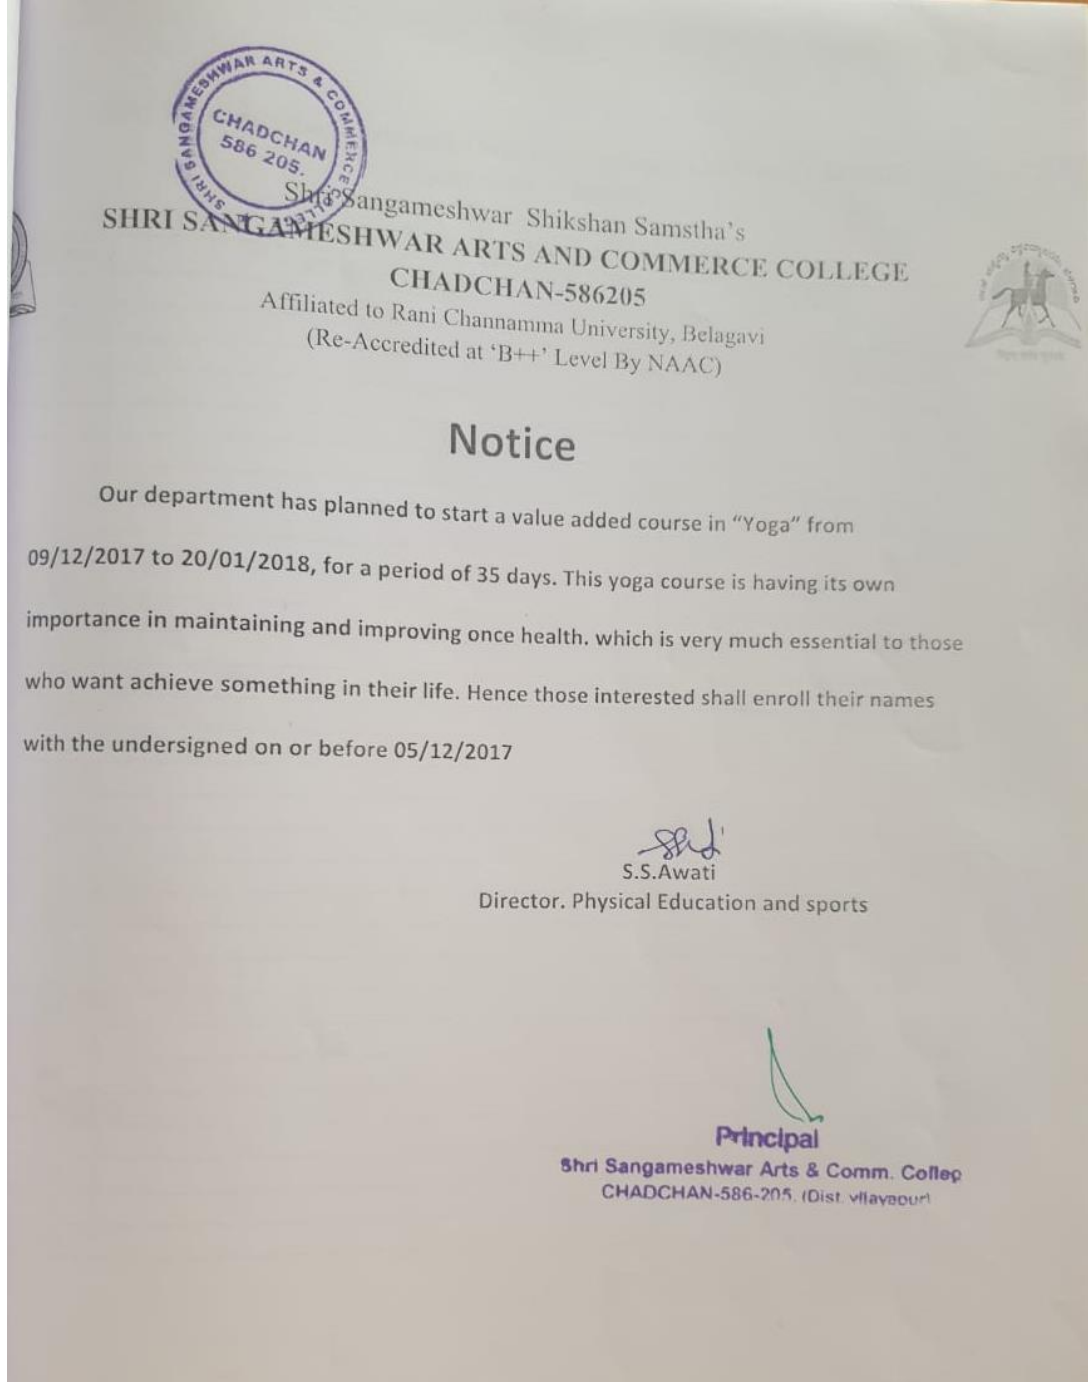 SHRI SANGAMESHWAR ARTS & COMMERCE COLLEGE
CHADCHAN
586 205.
Shri Sangameshwar Shikshan Samstha's
SHRI SANGAMESHWAR ARTS AND COMMERCE COLLEGE
CHADCHAN-586205
Affiliated to Rani Channamma University, Belagavi
(Re-Accredited at ‘B++’ Level By NAAC)
Notice
Our department has planned to start a value added course in “Yoga” from
09/12/2017 to 20/01/2018, for a period of 35 days. This yoga course is having its own
importance in maintaining and improving once health. which is very much essential to those
who want achieve something in their life. Hence those interested shall enroll their names
with the undersigned on or before 05/12/2017
S.S.Awati
Director. Physical Education and sports
Principal
Shri Sangameshwar Arts & Comm. Colleg
CHADCHAN-586-205. (Dist.